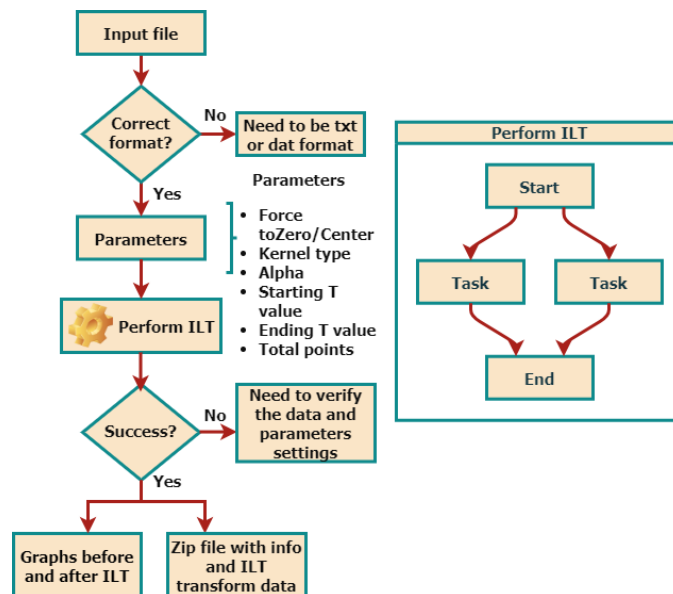 Input file
Correct
format?
No
Need to be txt
or dat format
Yes
Parameters
Parameters
• Force
toZero/Center
• Kernel type
• Alpha
• Starting T
value
• Ending T value
• Total points
Perform ILT
Success?
No
Need to verify
the data and
parameters
settings
Yes
Graphs before
and after ILT
Zip file with info
and ILT
transform data
Perform ILT
Start
Task
Task
End